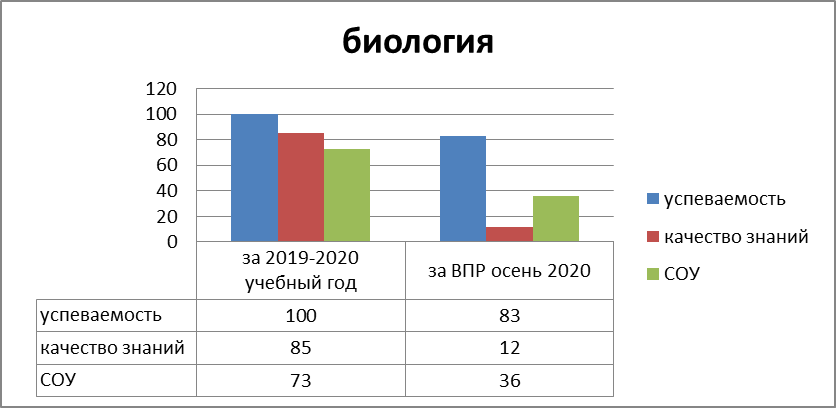 биология
120
100
80
60
40
20
0
успеваемость
качество знаний
СОУ
за 2019-2020
учебный год
за ВПР осень 2020
успеваемость 100 83
качество знаний 85 12
СОУ 73 36